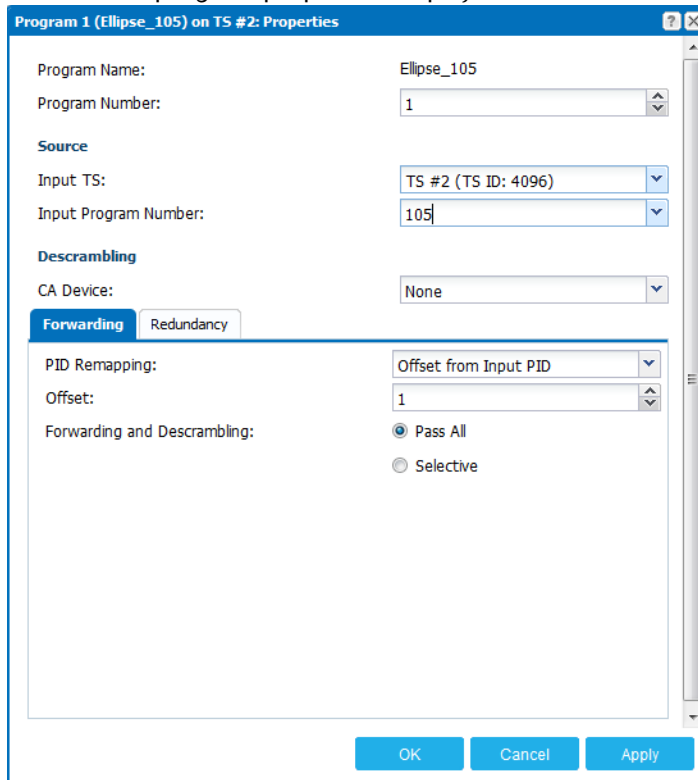 Program 1 (Ellipse_105) on TS #2: Properties
Program Name: Ellipse_105
Program Number: 1
Source
Input TS: TS #2 (TS ID: 4096)
Input Program Number: 105
Descrambling
CA Device: None
Forwarding Redundancy
PID Remapping: Offset from Input PID
Offset: 1
Forwarding and Descrambling: Pass All
Selective
OK Cancel Apply